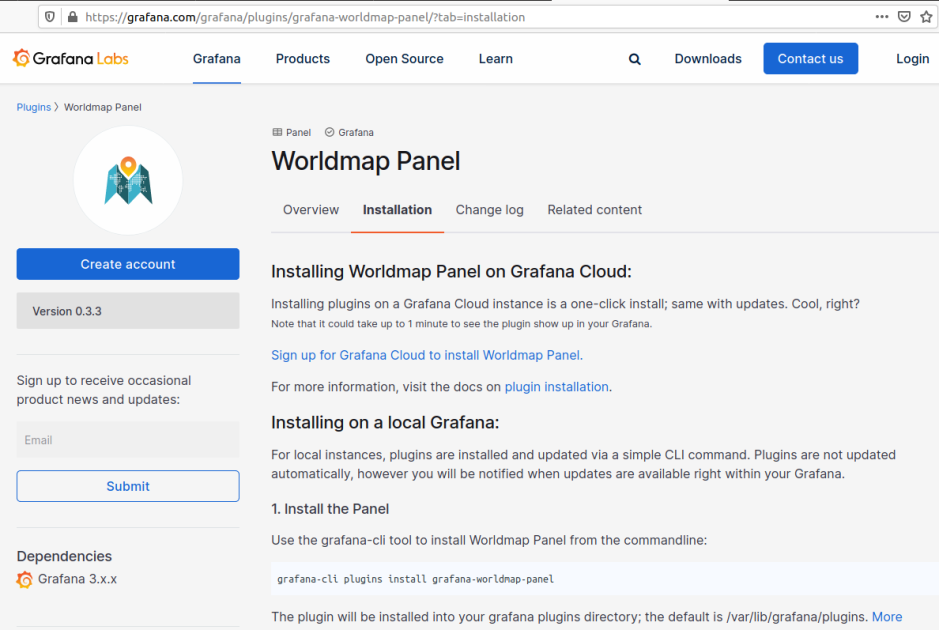 https://grafana.com/grafana/plugins/grafana-worldmap-panel/?tab=installation
Grafana Labs
Grafana
Products
Open Source
Learn
Downloads
Contact us
Login
Plugins
Worldmap Panel
Panel
Grafana
Worldmap Panel
Overview
Installation
Change log
Related content
Create account
Version 0.3.3
Sign up to receive occasional
product news and updates:
Email
Submit
Dependencies
Grafana 3.x.x
Installing Worldmap Panel on Grafana Cloud:
Installing plugins on a Grafana Cloud instance is a one-click install; same with updates. Cool, right?
Note that it could take up to 1 minute to see the plugin show up in your Grafana.
Sign up for Grafana Cloud to install Worldmap Panel.
For more information, visit the docs on plugin installation.
Installing on a local Grafana:
For local instances, plugins are installed and updated via a simple CLI command. Plugins are not updated
automatically, however you will be notified when updates are available right within your Grafana.
1. Install the Panel
Use the grafana-cli tool to install Worldmap Panel from the commandline:
grafana-cli plugins install grafana-worldmap-panel
The plugin will be installed into your grafana plugins directory; the default is /var/lib/grafana/plugins. More